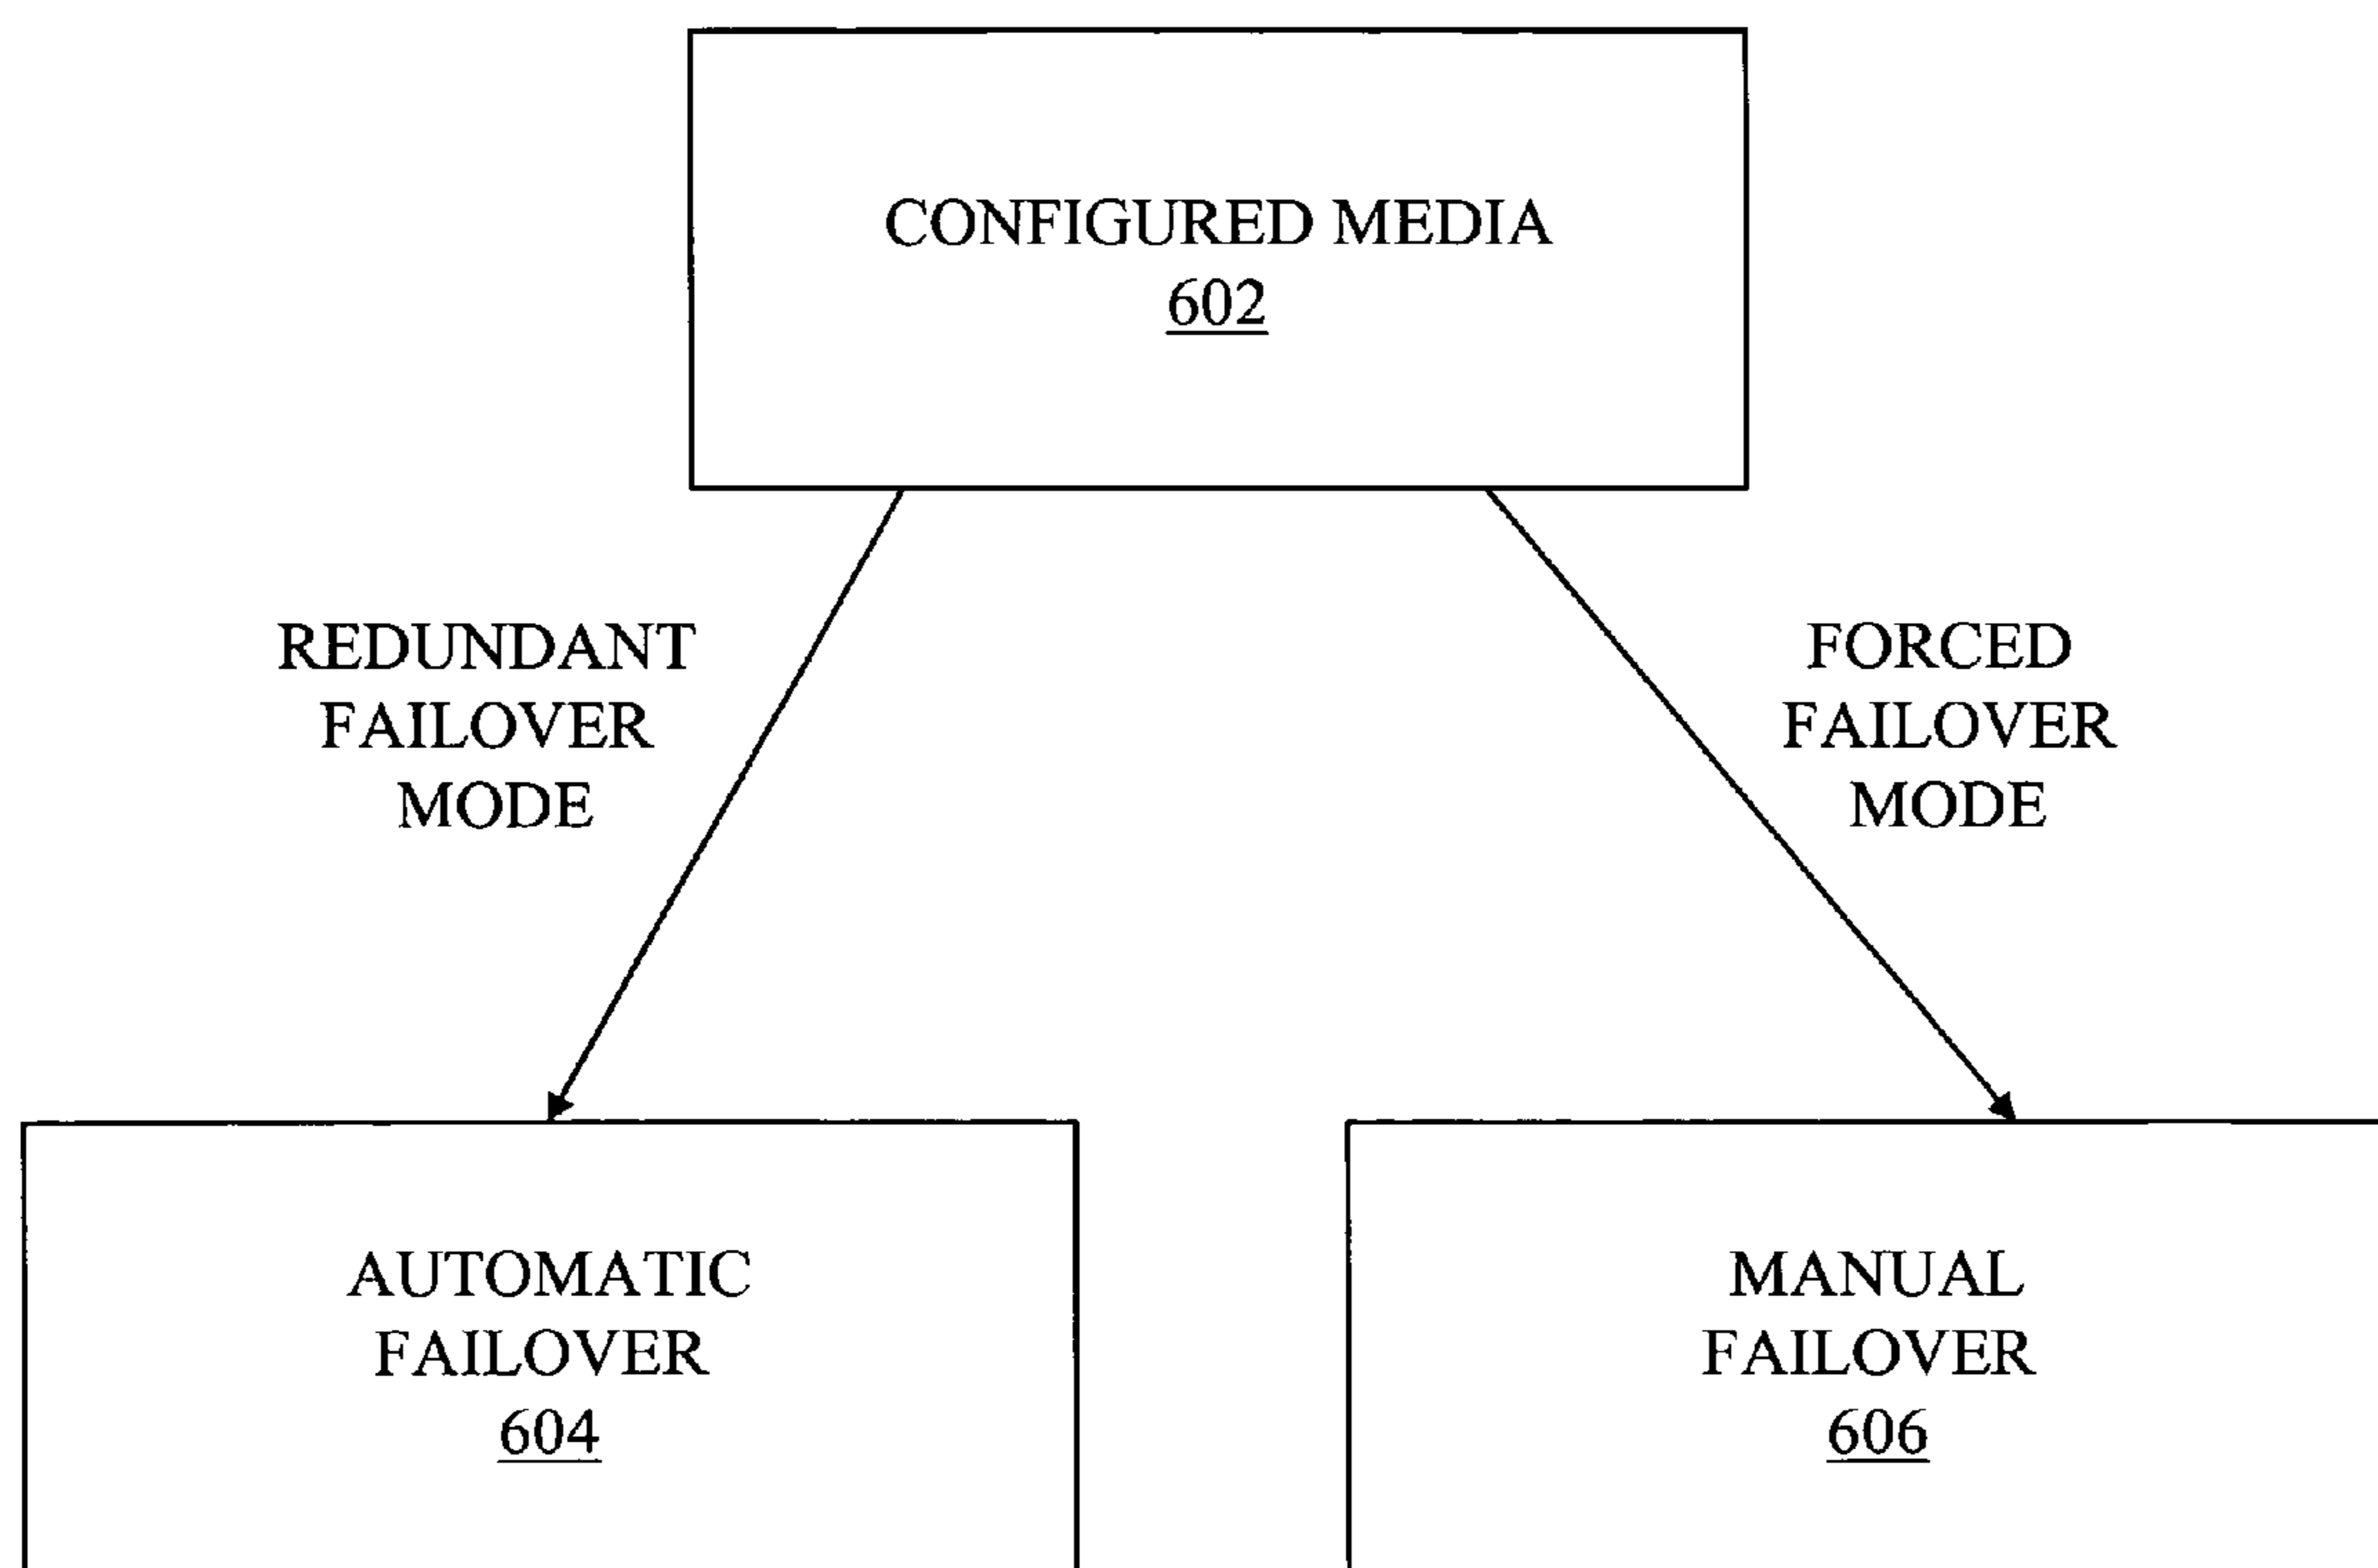 CONFIGURED MEDIA
602
REDUNDANT
FAILOVER
MODE
FORCED
FAILOVER
MODE
AUTOMATIC
FAILOVER
604
MANUAL
FAILOVER
606